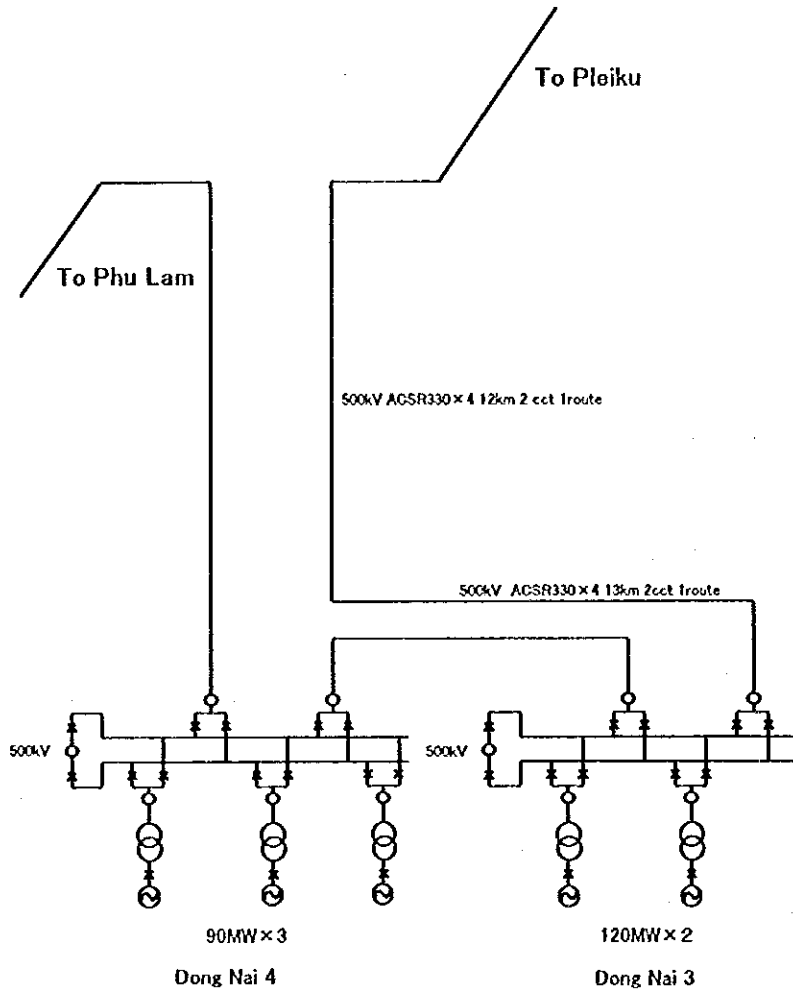 To Pleiku
To Phu Lam
500kV ACSR330×4 12km 2 cct 1route
500kV ACSR330×4 13km 2cct 1route
500kV
500kV
90MW×3
120MW×2
Dong Nai 4
Dong Nai 3